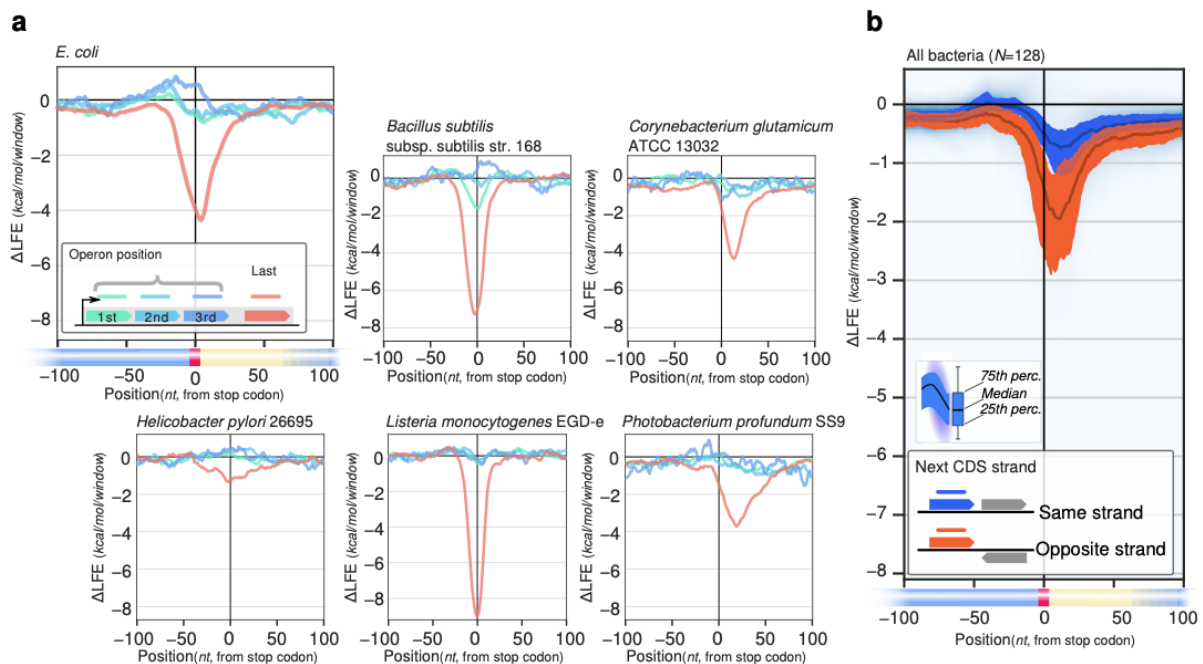 a
E. coli
ΔLFE (kcal/mol/window)
0
−2
−4
−6
−8
Operon position
Last
1st 2nd 3rd
−100 −50 0 50 100
Position(nt, from stop codon)
Bacillus subtilis
subsp. subtilis str. 168
ΔLFE (kcal/mol/window)
0
−2
−4
−6
−8
−100 −50 0 50 100
Position(nt, from stop codon)
Corynebacterium glutamicum
ATCC 13032
ΔLFE (kcal/mol/window)
0
−2
−4
−6
−8
−100 −50 0 50 100
Position(nt, from stop codon)
Helicobacter pylori 26695
ΔLFE (kcal/mol/window)
0
−2
−4
−6
−8
−100 −50 0 50 100
Position(nt, from stop codon)
Listeria monocytogenes EGD-e
ΔLFE (kcal/mol/window)
0
−2
−4
−6
−8
−100 −50 0 50 100
Position(nt, from stop codon)
Photobacterium profundum SS9
ΔLFE (kcal/mol/window)
0
−2
−4
−6
−8
−100 −50 0 50 100
Position(nt, from stop codon)
b
All bacteria (N=128)
ΔLFE (kcal/mol/window)
0
−1
−2
−3
−4
−5
−6
−7
−8
75th perc.
Median
25th perc.
Next CDS strand
Same strand
Opposite strand
−100 −50 0 50 100
Position(nt, from stop codon)